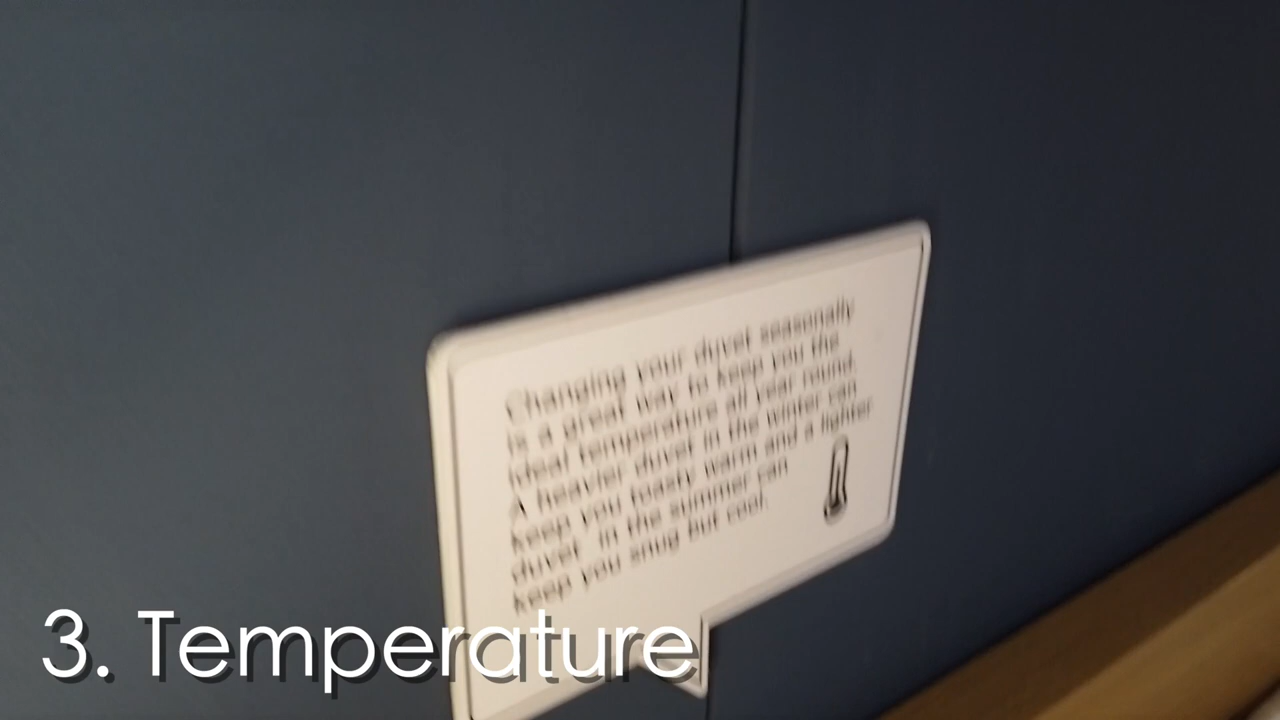 Changing your duvet seasonally
is a great way to keep you the
ideal temperature all year round.
A heavier duvet in the winter can
keep you toasty warm and a lighter
duvet in the summer can
keep you snug but cool.
3. Temperature